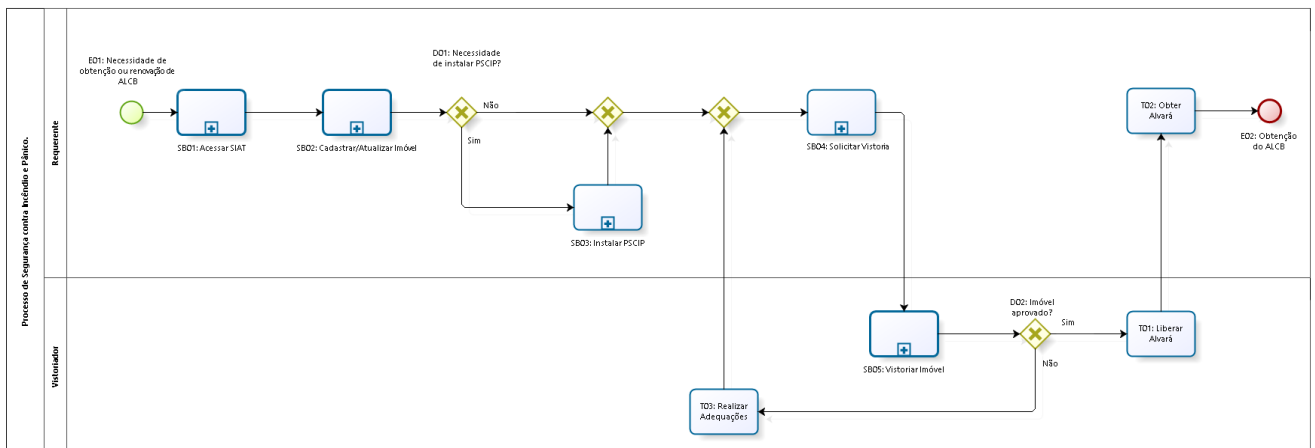 Processo de Segurança contra Incêndio e Pânico.
Requerente
E01: Necessidade de
obtenção ou renovação de
ALCB
SB01: Acessar SIAT
SB02: Cadastrar/Atualizar Imóvel
D01: Necessidade
de instalar PSCIP?
Não
Sim
SB03: Instalar PSCIP
SB04: Solicitar Vistoria
T02: Obter
Alvará
E02: Obtenção
do ALCB
Vistoriador
SB05: Vistoriar Imóvel
D02: Imóvel
aprovado?
Sim
Não
T01: Liberar
Alvará
T03: Realizar
Adequações